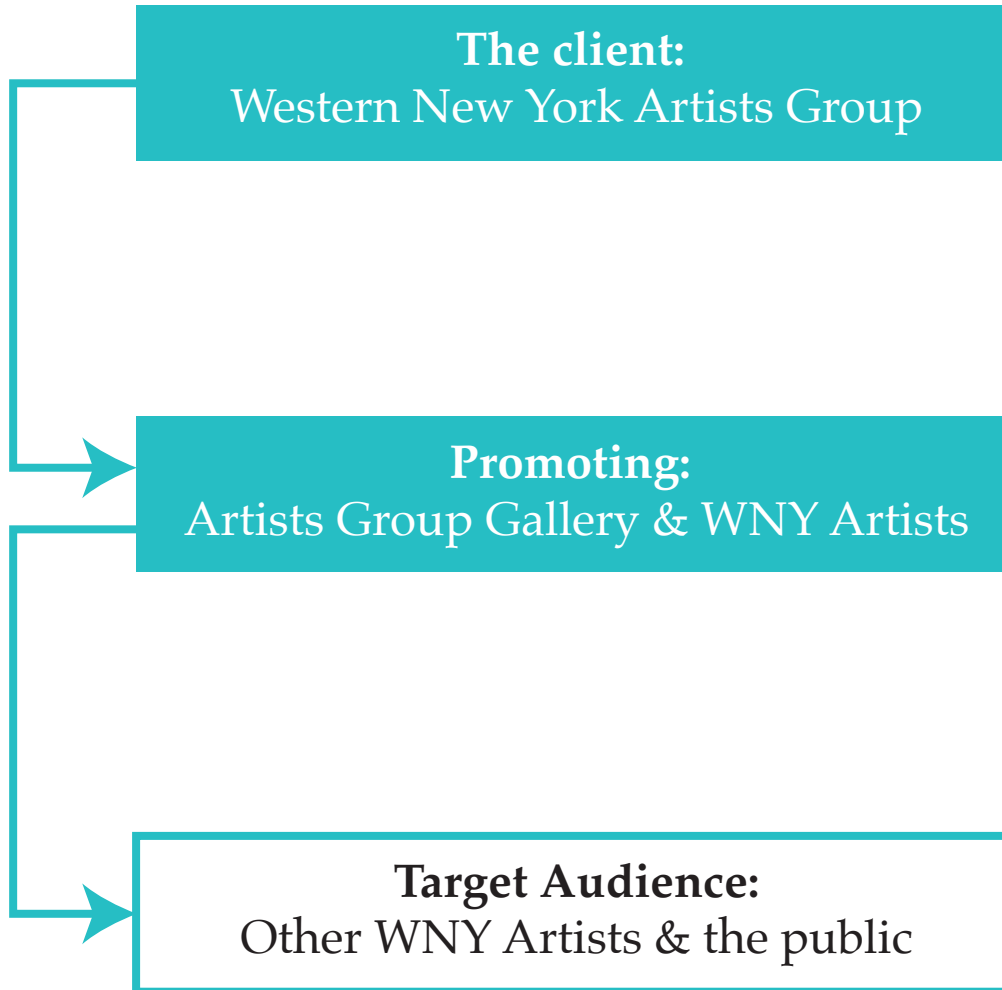 The client:
Western New York Artists Group
Promoting:
Artists Group Gallery & WNY Artists
Target Audience:
Other WNY Artists & the public